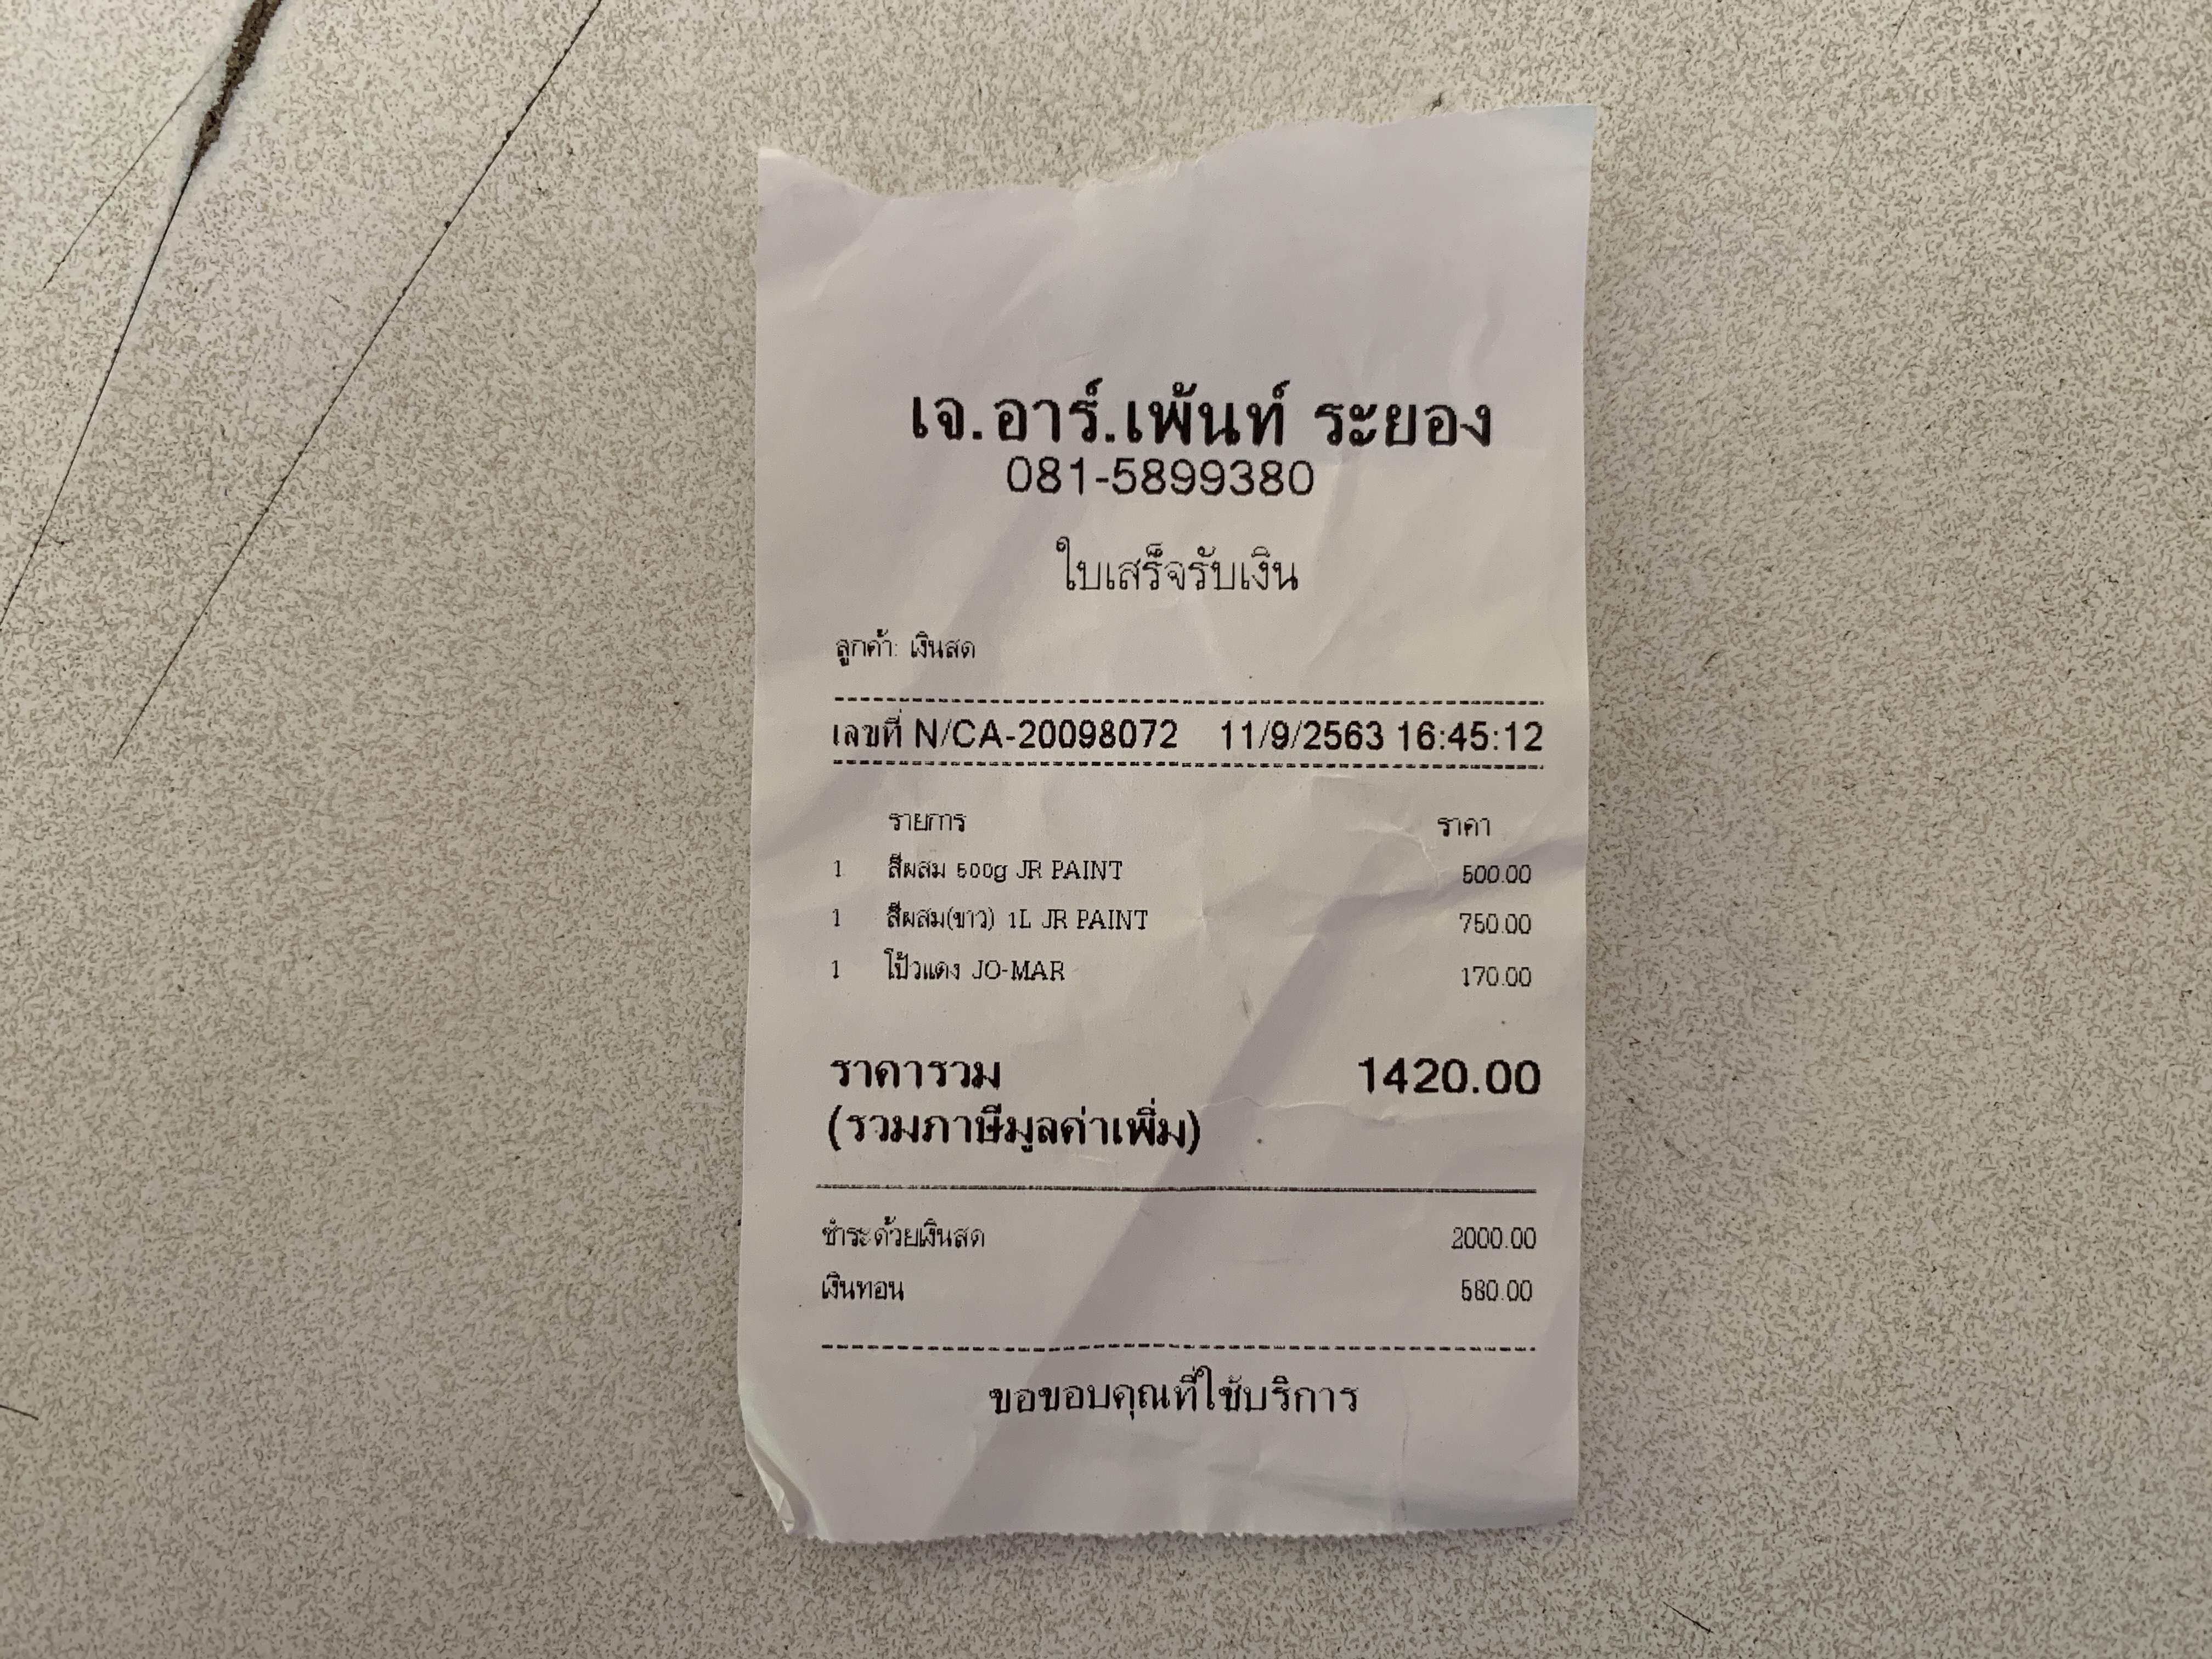 เจ.อาร์.เพ้นท์ ระยอง
081-5899380
ใบเสร็จรับเงิน
ลูกค้า: เงินสด
เลขที่ N/CA-20098072 11/9/2563 16:45:12
รายการ ราคา
1 สีผสม 500g JR PAINT 500.00
1 สีผสม(ขาว) 1L JR PAINT 750.00
1 โป้วแดง JO-MAR 170.00
ราคารวม 1420.00
(รวมภาษีมูลค่าเพิ่ม)
ชำระด้วยเงินสด 2000.00
เงินทอน 580.00
ขอขอบคุณที่ใช้บริการ